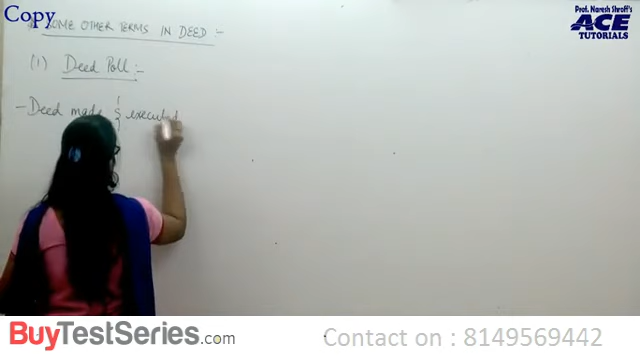 Copy
SOME OTHER TERMS IN DEED :-
Prof. Naresh Shroff's
ACE
TUTORIALS
(1) Deed Poll :-
- Deed made & executed
BuyTestSeries.com
Contact on : 8149569442